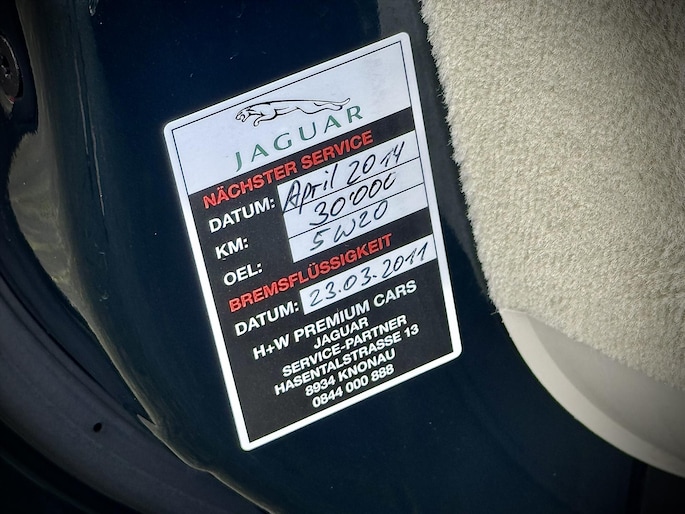 JAGUAR
NÄCHSTER SERVICE
DATUM: April 2014
KM: 30'000
OEL: 5W20
BREMSFLÜSSIGKEIT
DATUM: 23.03.2011
H+W PREMIUM CARS
JAGUAR
SERVICE-PARTNER
HASENTALSTRASSE 13
8934 KNONAU
0844 000 888